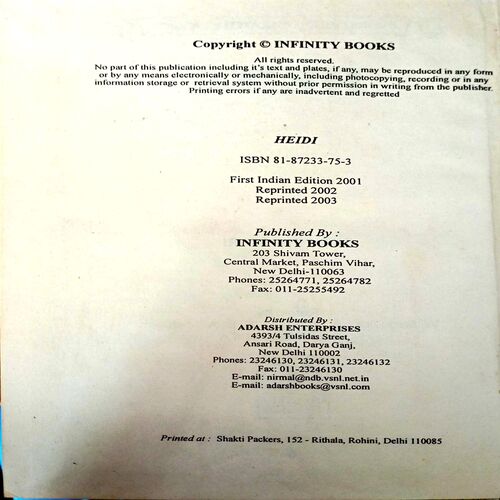 Copyright © INFINITY BOOKS
All rights reserved.
No part of this publication including it's text and plates, if any, may be reproduced in any form
or by any means electronically or mechanically, including photocopying, recording or in any
information storage or retrieval system without prior permission in writing from the publisher.
Printing errors if any are inadvertent and regretted
HEIDI
ISBN 81-87233-75-3
First Indian Edition 2001
Reprinted 2002
Reprinted 2003
Published By :
INFINITY BOOKS
203 Shivam Tower,
Central Market, Paschim Vihar,
New Delhi-110063
Phones: 25264771, 25264782
Fax: 011-25255492
Distributed By :
ADARSH ENTERPRISES
4393/4 Tulsidas Street,
Ansari Road, Darya Ganj,
New Delhi 110002
Phones: 23246130, 23246131, 23246132
Fax: 011-23246130
E-mail: nirmal@ndb.vsnl.net.in
E-mail: adarshbooks@vsnl.com
Printed at : Shakti Packers, 152 - Rithala, Rohini, Delhi 110085